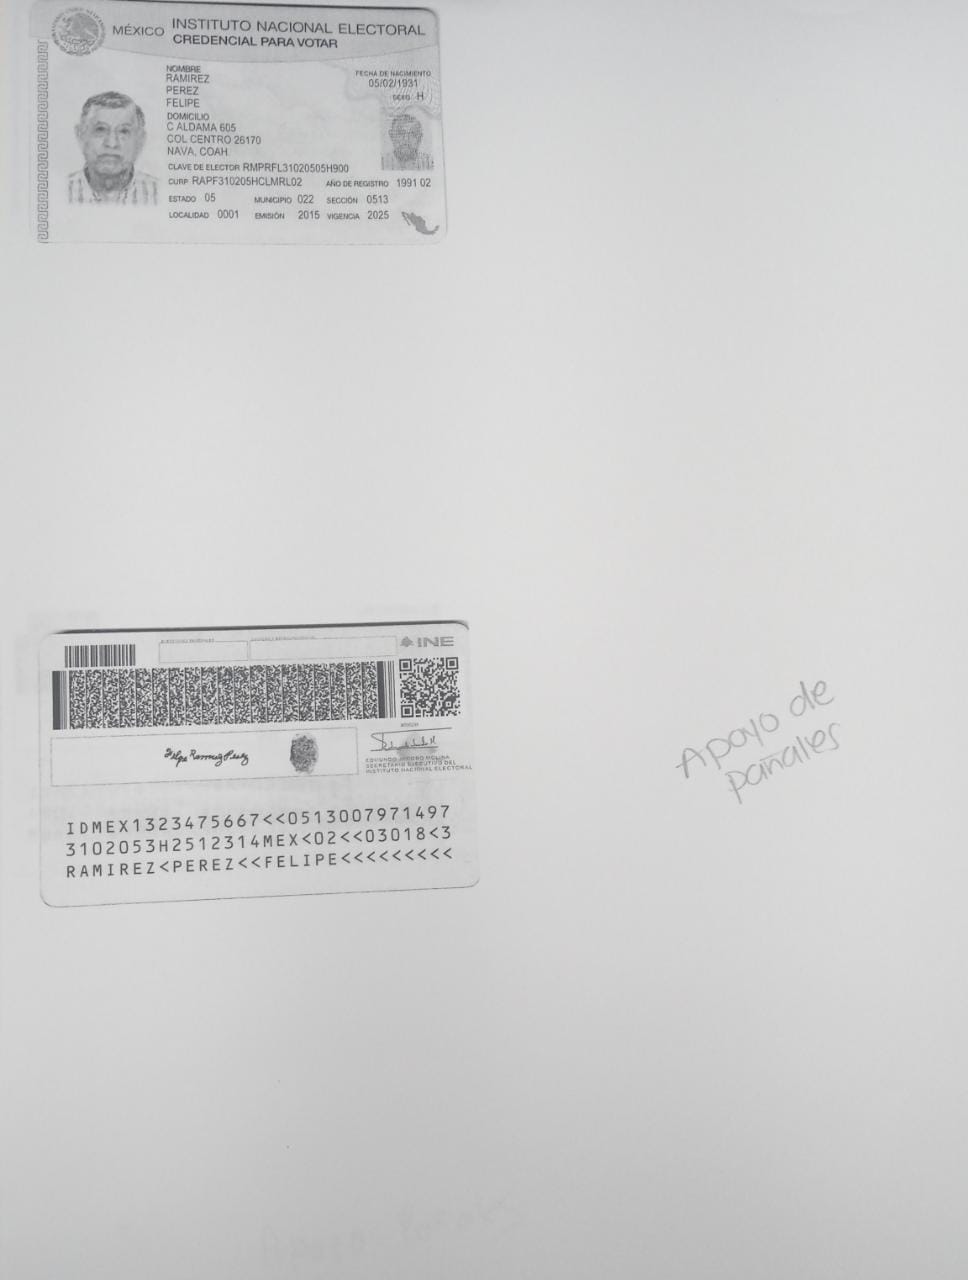 MÉXICO INSTITUTO NACIONAL ELECTORAL
CREDENCIAL PARA VOTAR
NOMBRE
RAMIREZ
PEREZ
FELIPE
FECHA DE NACIMIENTO
05/02/1931
SEXO H
DOMICILIO
C ALDAMA 605
COL CENTRO 26170
NAVA, COAH.
CLAVE DE ELECTOR RMPRFL31020505H900
CURP RAPF310205HCLMRL02 AÑO DE REGISTRO 1991 02
ESTADO 05 MUNICIPIO 022 SECCIÓN 0513
LOCALIDAD 0001 EMISIÓN 2015 VIGENCIA 2025
INE
Felipe Ramirez Perez
EDMUNDO JACOBO MOLINA
SECRETARIO EJECUTIVO DEL
INSTITUTO NACIONAL ELECTORAL
IDMEX1323475667<<0513007971497
3102053H2512314MEX<02<<03018<3
RAMIREZ<PEREZ<<FELIPE<<<<<<<<<
Apoyo de
pañales